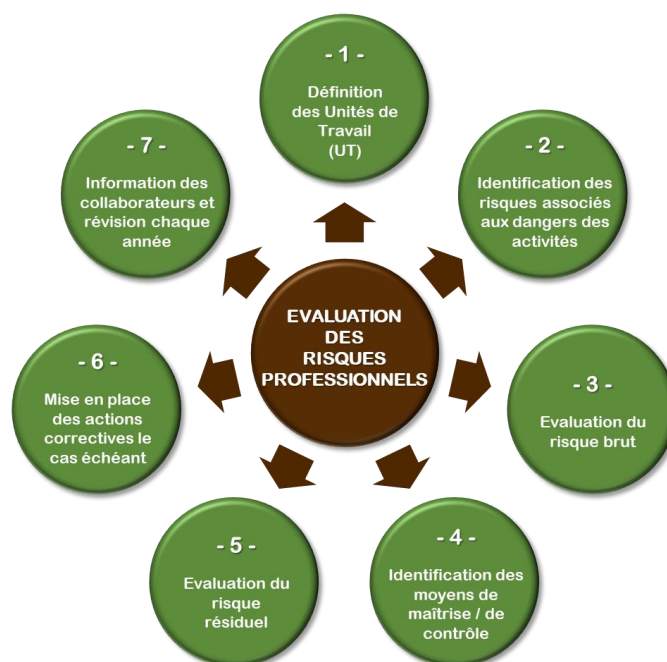 - 1 -
Définition
des Unités de
Travail
(UT)
- 2 -
Identification des
risques associés
aux dangers des
activités
- 3 -
Evaluation du
risque brut
- 4 -
Identification des
moyens de
maîtrise / de
contrôle
- 5 -
Evaluation du
risque
résiduel
- 6 -
Mise en place
des actions
correctives le
cas échéant
- 7 -
Information des
collaborateurs et
révision chaque
année
EVALUATION
DES
RISQUES
PROFESSIONNELS